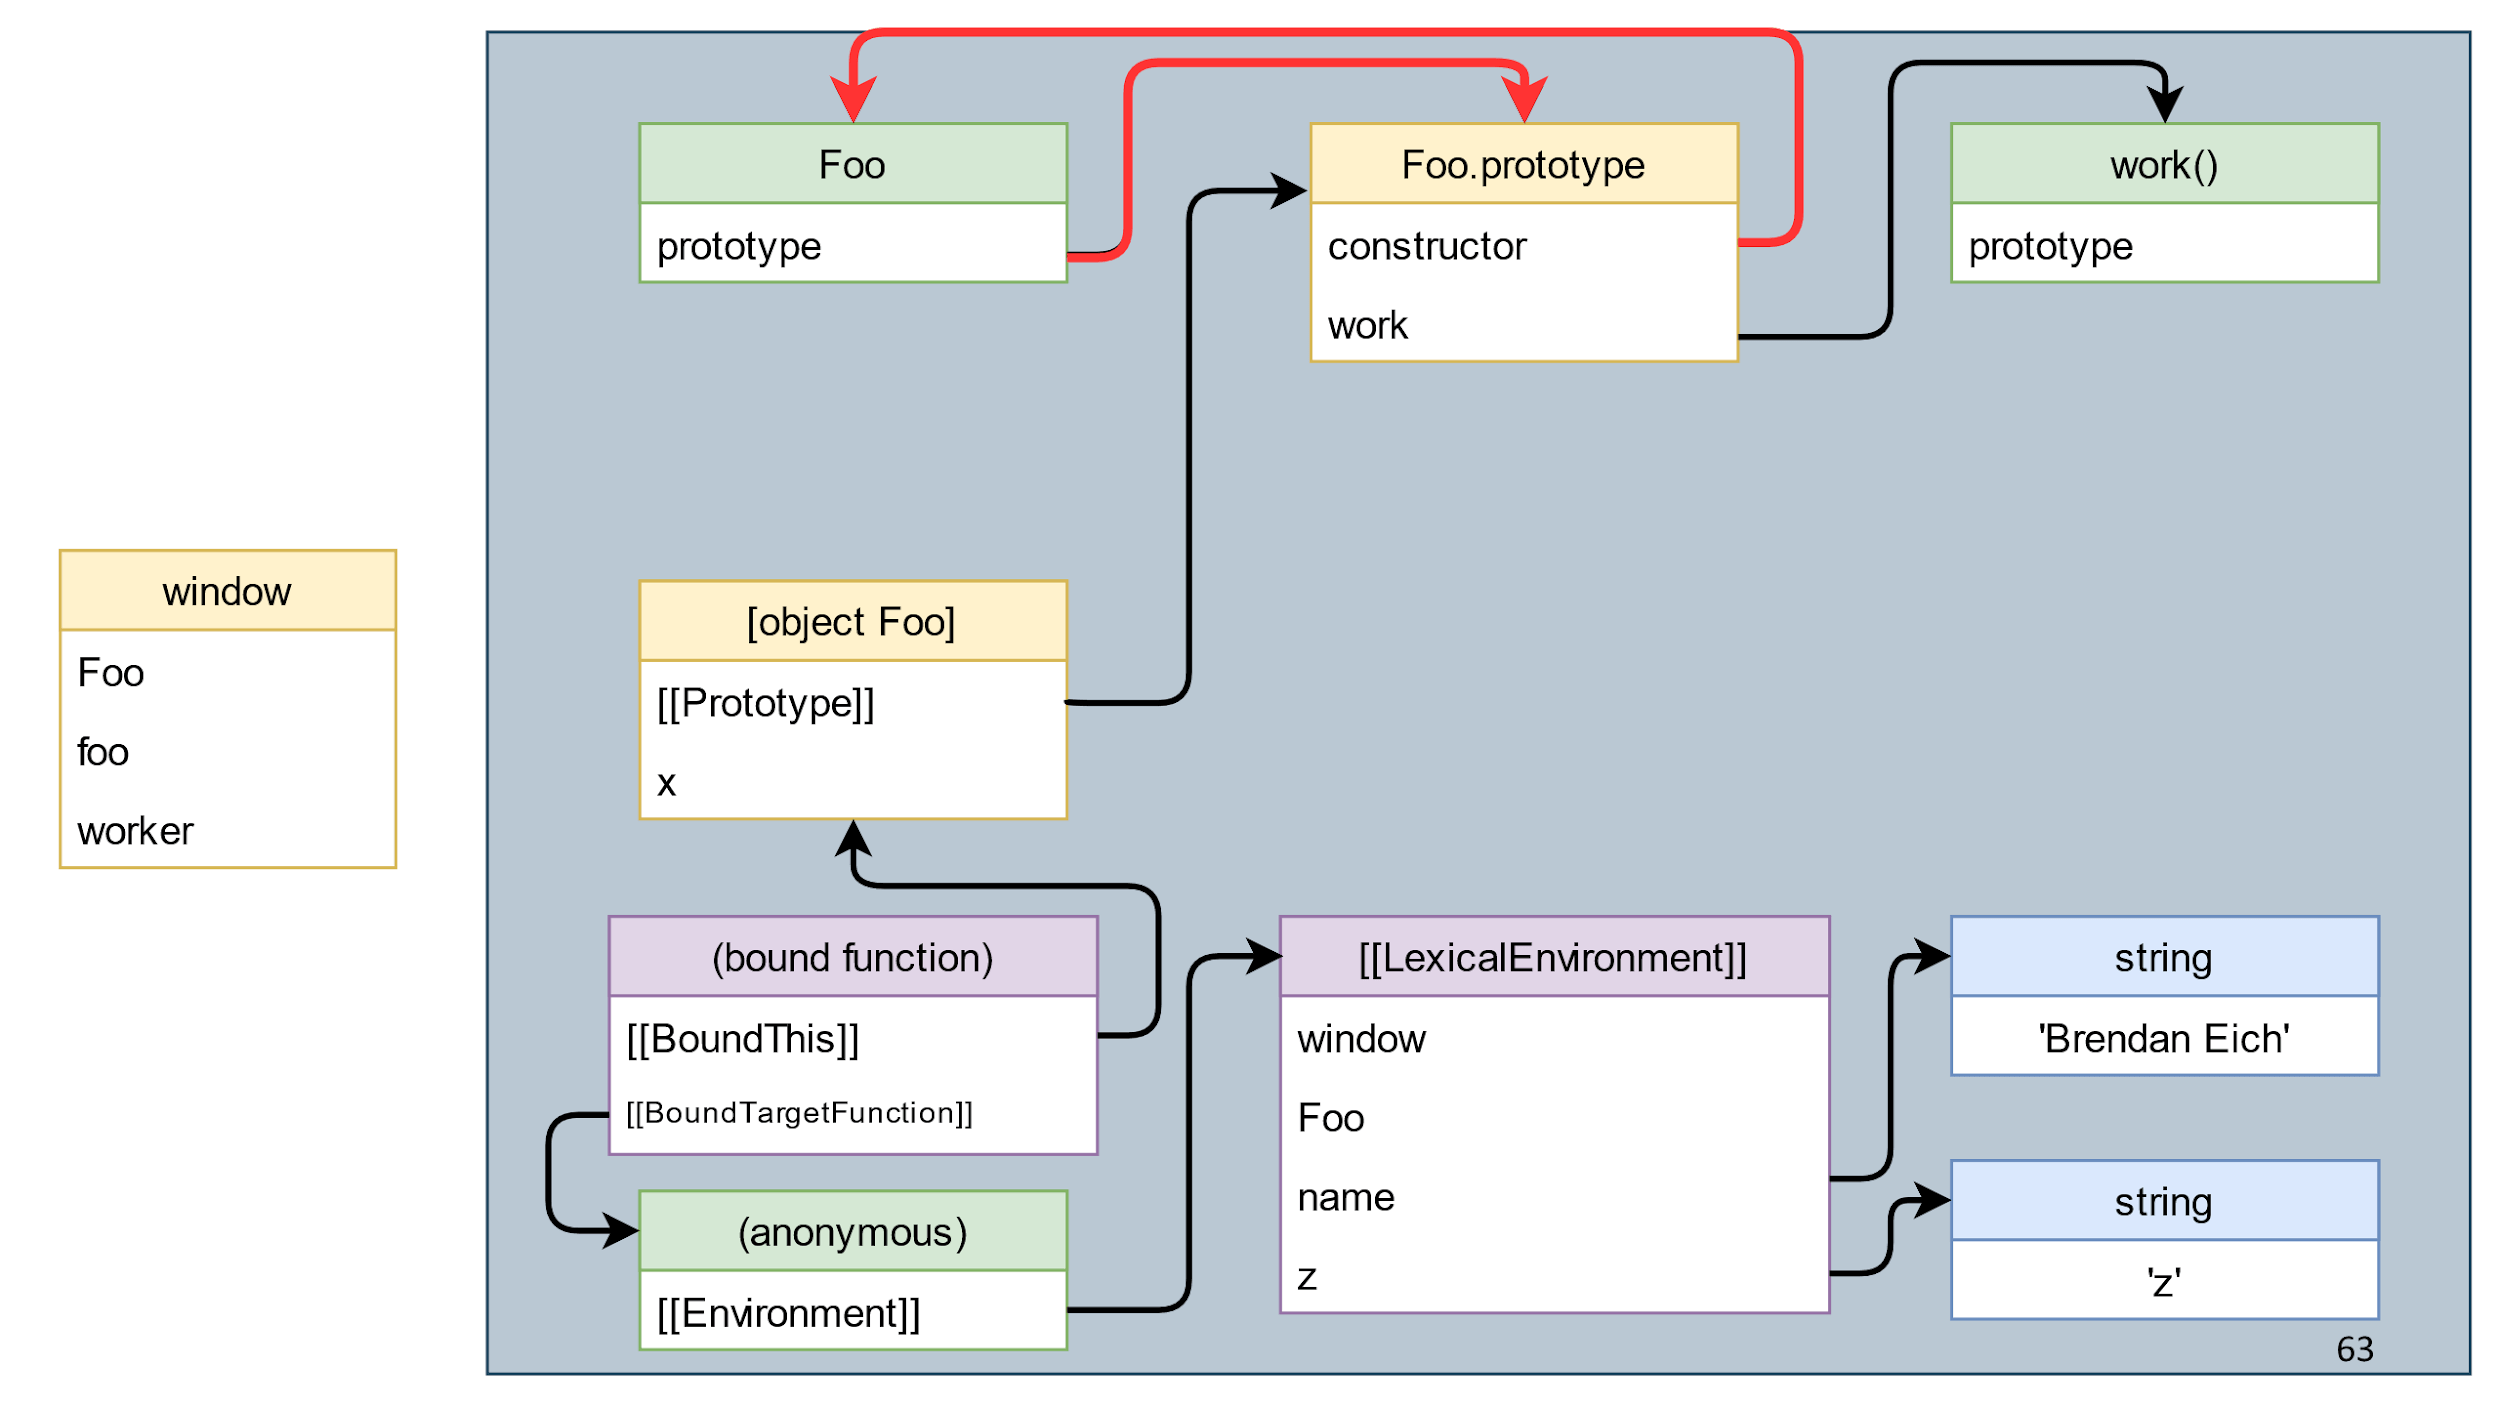 Foo
prototype
Foo.prototype
constructor
work
work()
prototype
window
Foo
foo
worker
[object Foo]
[[Prototype]]
x
(bound function)
[[BoundThis]]
[[BoundTargetFunction]]
(anonymous)
[[Environment]]
[[LexicalEnvironment]]
window
Foo
name
z
string
'Brendan Eich'
string
'z'
63